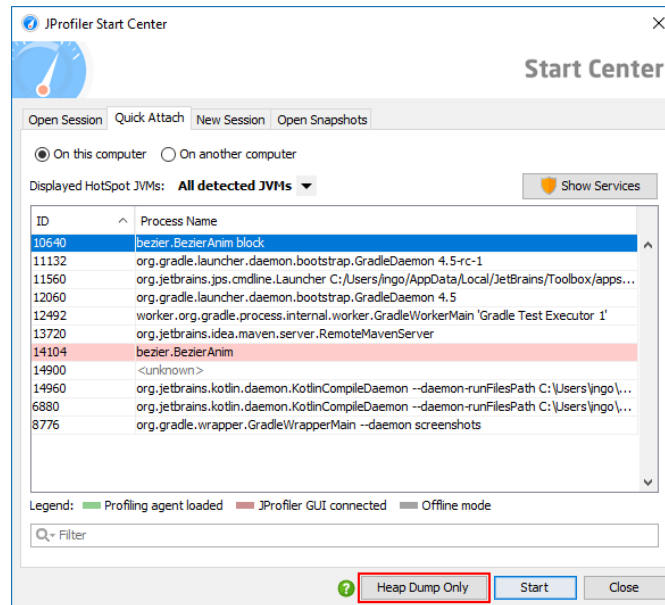 JProfiler Start Center
Start Center
Open Session Quick Attach New Session Open Snapshots
On this computer On another computer
Displayed HotSpot JVMs: All detected JVMs Show Services
ID Process Name
10640 bezier.BezierAnim block
11132 org.gradle.launcher.daemon.bootstrap.GradleDaemon 4.5-rc-1
11560 org.jetbrains.jps.cmdline.Launcher C:/Users/ingo/AppData/Local/JetBrains/Toolbox/apps...
12060 org.gradle.launcher.daemon.bootstrap.GradleDaemon 4.5
12492 worker.org.gradle.process.internal.worker.GradleWorkerMain 'Gradle Test Executor 1'
13720 org.jetbrains.idea.maven.server.RemoteMavenServer
14104 bezier.BezierAnim
14900 <unknown>
14960 org.jetbrains.kotlin.daemon.KotlinCompileDaemon --daemon-runFilesPath C:\Users\ingo\...
6880 org.jetbrains.kotlin.daemon.KotlinCompileDaemon --daemon-runFilesPath C:\Users\ingo\...
8776 org.gradle.wrapper.GradleWrapperMain --daemon screenshots
Legend: Profiling agent loaded JProfiler GUI connected Offline mode
Filter
? Heap Dump Only Start Close